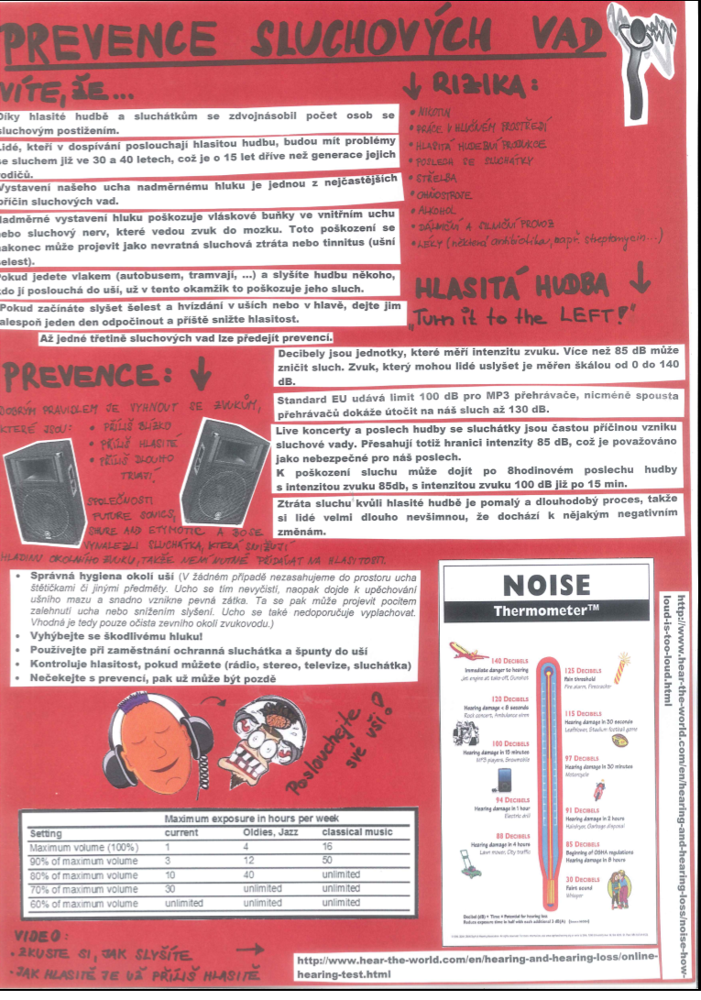 PREVENCE SLUCHOVÝCH VAD
VÍTE, ŽE...
Díky hlasité hudbě a sluchátkům se zdvojnásobil počet osob se
sluchovým postižením.
Lidé, kteří v dospívání poslouchají hlasitou hudbu, budou mít problémy
se sluchem již ve 30 a 40 letech, což je o 15 let dříve než generace jejich
rodičů.
Vystavení našeho ucha nadměrnému hluku je jednou z nejčastějších
příčin sluchových vad.
Nadměrné vystavení hluku poškozuje vláskové buňky ve vnitřním uchu
nebo sluchový nerv, které vedou zvuk do mozku. Toto poškození se
nakonec může projevit jako nevratná sluchová ztráta nebo tinnitus (ušní
šelest).
Pokud jedete vlakem (autobusem, tramvají, ...) a slyšíte hudbu někoho,
kdo jí poslouchá do uší, už v tento okamžik to poškozuje jeho sluch.
Pokud začínáte slyšet šelest a hvízdání v uších nebo v hlavě, dejte jim
alespoň jeden den odpočinout a příště snižte hlasitost.
Až jedné třetině sluchových vad lze předejít prevencí.
↓ RIZIKA:
• NIKOTIN
• PRÁCE V HLUČNÉM PROSTŘEDÍ
• HLASITÁ HUDEBNÍ PRODUKCE
• POSLECH SE SLUCHÁTKY
• STŘELBA
• OHŇOSTROJE
• ALKOHOL
• DÁLNIČNÍ A SILNIČNÍ PROVOZ
• LÉKY (některá antibiotika, např. streptomycin...)
HLASITÁ HUDBA ↓
"Turn it to the LEFT!"
Decibely jsou jednotky, které měří intenzitu zvuku. Více než 85 dB může
zničit sluch. Zvuk, který mohou lidé uslyšet je měřen škálou od 0 do 140
dB.
Standard EU udává limit 100 dB pro MP3 přehrávače, nicméně spousta
přehrávačů dokáže útočit na náš sluch až 130 dB.
Live koncerty a poslech hudby se sluchátky jsou častou příčinou vzniku
sluchové vady. Přesahují totiž hranici intenzity 85 dB, což je považováno
jako nebezpečné pro náš poslech.
K poškození sluchu může dojít po 8hodinovém poslechu hudby
s intenzitou zvuku 85db, s intenzitou zvuku 100 dB již po 15 min.
Ztráta sluchu kvůli hlasité hudbě je pomalý a dlouhodobý proces, takže
si lidé velmi dlouho nevšimnou, že dochází k nějakým negativním
změnám.
PREVENCE: ↓
DOBRÝM PRAVIDLEM JE VYHNOUT SE ZVUKŮM,
KTERÉ JSOU: • PŘÍLIŠ BLÍZKO
• PŘÍLIŠ HLASITÉ
• PŘÍLIŠ DLOUHO
TRVAJÍ
SPOLEČNOSTI
FUTURE SONICS,
SHURE AND ETYMOTIC A BOSE
VYNALEZLI SLUCHÁTKA, KTERÁ SNIŽUJÍ
HLADINU OKOLNÍHO ZVUKU, TAKŽE NENÍ NUTNÉ PŘIDÁVAT NA HLASITOSTI.
• Správná hygiena okolí uší (V žádném případě nezasahujeme do prostoru ucha
štětičkami či jinými předměty. Ucho se tím nevyčistí, naopak dojde k upěchování
ušního mazu a snadno vznikne pevná zátka. Ta se pak může projevit pocitem
zalehnutí ucha nebo snížením slyšení. Ucho se také nedoporučuje vyplachovat.
Vhodná je tedy pouze očista zevního okolí zvukovodu.)
• Vyhýbejte se škodlivému hluku!
• Používejte při zaměstnání ochranná sluchátka a špunty do uší
• Kontroluje hlasitost, pokud můžete (rádio, stereo, televize, sluchátka)
• Nečekejte s prevencí, pak už může být pozdě
Poslouchejte
své uši!
NOISE
Thermometer™
140 DECIBELS
Immediate danger to hearing
Jet engine at take-off, Gunshot
125 DECIBELS
Pain threshold
Fire alarm, Firecracker
120 DECIBELS
Hearing damage < 8 seconds
Rock concert, Ambulance siren
115 DECIBELS
Hearing damage in 30 seconds
Leafblower, Stadium football game
100 DECIBELS
Hearing damage in 15 minutes
MP3 players, Snowmobile
97 DECIBELS
Hearing damage in 30 minutes
Motorcycle
94 DECIBELS
Hearing damage in 1 hour
Electric drill
91 DECIBELS
Hearing damage in 2 hours
Hairdryer, Garbage disposal
88 DECIBELS
Hearing damage in 4 hours
Lawn mower, City traffic
85 DECIBELS
Beginning of OSHA regulations
Hearing damage in 8 hours
30 DECIBELS
Faint sound
Whisper
Decibel (dB) + Time = Potential for hearing loss
Reduce exposure time in half with each additional 3 dB(A)
http://www.hear-the-world.com/en/hearing-and-hearing-loss/noise-how-
loud-is-too-loud.html
Maximum exposure in hours per week
Setting current Oldies, Jazz classical music
Maximum volume (100%) 1 4 16
90% of maximum volume 3 12 50
80% of maximum volume 10 40 unlimited
70% of maximum volume 30 unlimited unlimited
60% of maximum volume unlimited unlimited unlimited
VIDEO:
• ZKUSTE SI, JAK SLYŠÍTE →
• JAK HLASITĚ JE UŽ PŘÍLIŠ HLASITĚ
http://www.hear-the-world.com/en/hearing-and-hearing-loss/online-
hearing-test.html